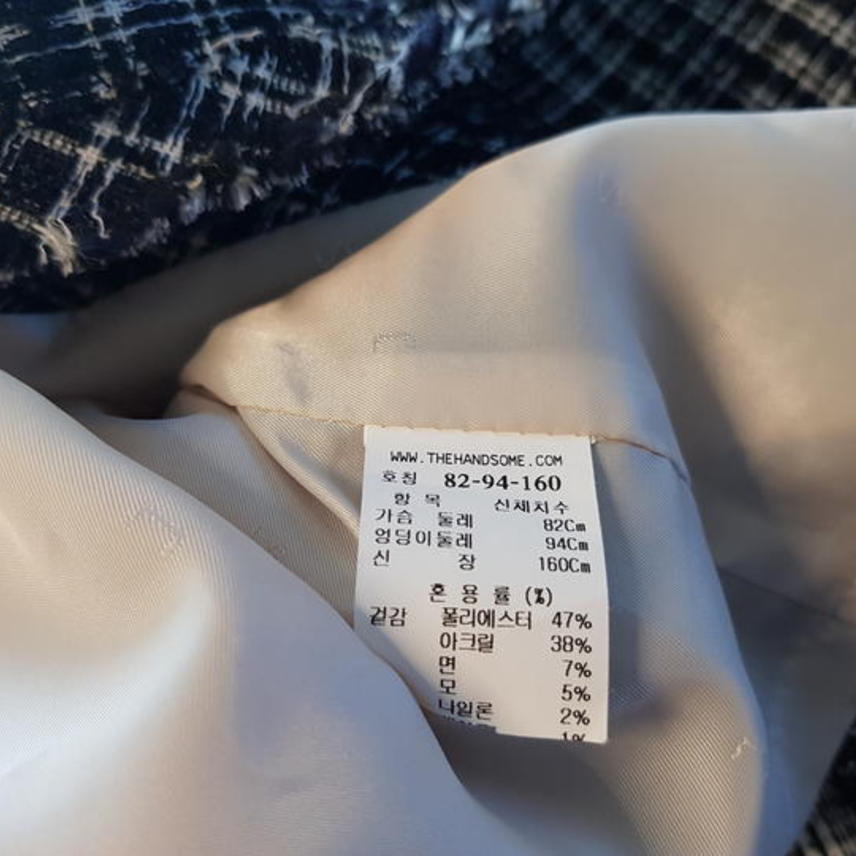 WWW.THEHANDSOME.COM
호칭 82-94-160
항 목 신체치수
가슴 둘레 82Cm
엉덩이둘레 94Cm
신 장 160Cm
혼 용 률 (%)
겉감 폴리에스터 47%
아크릴 38%
면 7%
모 5%
나일론 2%
1%